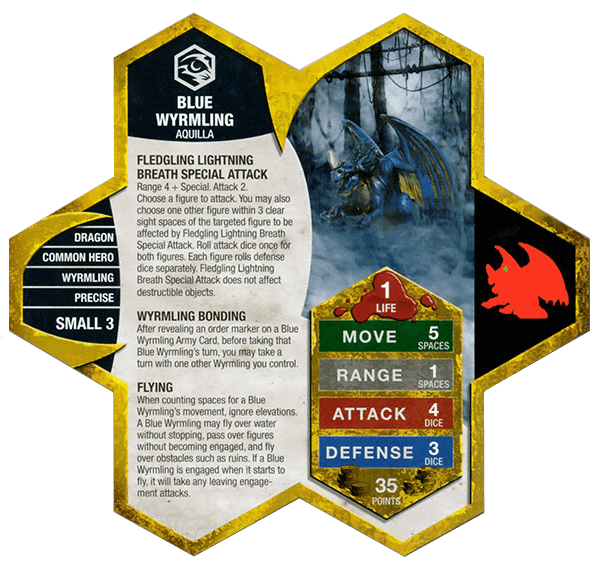 BLUE
WYRMLING
AQUILLA
FLEDGLING LIGHTNING
BREATH SPECIAL ATTACK
Range 4 + Special. Attack 2.
Choose a figure to attack. You may also
choose one other figure within 3 clear
sight spaces of the targeted figure to be
affected by Fledgling Lightning Breath
Special Attack. Roll attack dice once for
both figures. Each figure rolls defense
dice separately. Fledgling Lightning
Breath Special Attack does not affect
destructible objects.
WYRMLING BONDING
After revealing an order marker on a Blue
Wyrmling Army Card, before taking that
Blue Wyrmling's turn, you may take a
turn with one other Wyrmling you control.
FLYING
When counting spaces for a Blue
Wyrmling's movement, ignore elevations.
A Blue Wyrmling may fly over water
without stopping, pass over figures
without becoming engaged, and fly
over obstacles such as ruins. If a Blue
Wyrmling is engaged when it starts to
fly, it will take any leaving engage-
ment attacks.
DRAGON
COMMON HERO
WYRMLING
PRECISE
SMALL 3
1
LIFE
MOVE 5
SPACES
RANGE 1
SPACES
ATTACK 4
DICE
DEFENSE 3
DICE
35
POINTS